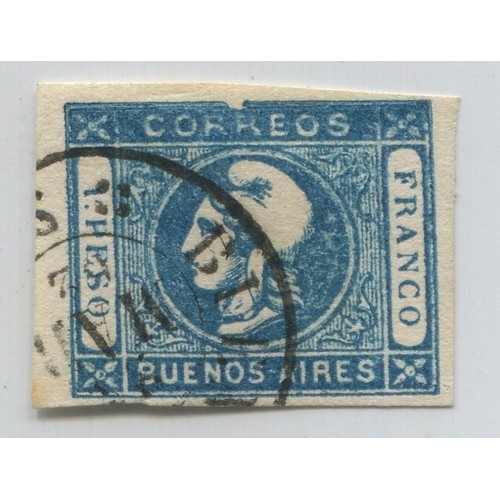 CORREOS
1. PESO
FRANCO
BUENOS-AIRES